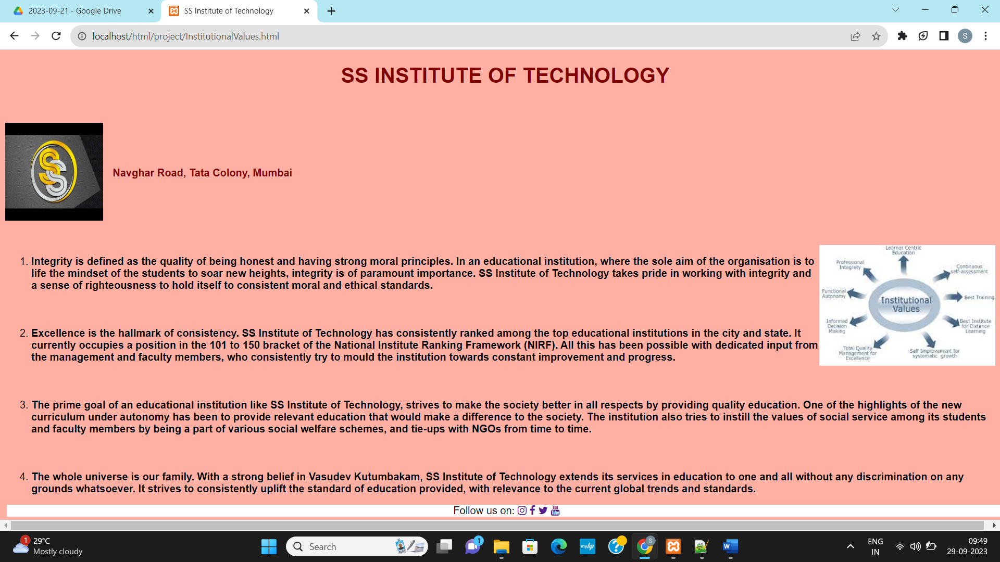 2023-09-21 - Google Drive
SS Institute of Technology
localhost/html/project/InstitutionalValues.html
S
SS INSTITUTE OF TECHNOLOGY
SS
Navghar Road, Tata Colony, Mumbai
1. Integrity is defined as the quality of being honest and having strong moral principles. In an educational institution, where the sole aim of the organisation is to
life the mindset of the students to soar new heights, integrity is of paramount importance. SS Institute of Technology takes pride in working with integrity and
a sense of righteousness to hold itself to consistent moral and ethical standards.
Learner Centric
Education
Professional
Integrety
Continuous
self-assessment
Functional
Autonomy
Institutional
Values
Best Training
Informed
Decision
Making
Best Institute
for Distance
Learning
Total Quality
Management for
Excellence
Self Improvement for
systematic growth
2. Excellence is the hallmark of consistency. SS Institute of Technology has consistently ranked among the top educational institutions in the city and state. It
currently occupies a position in the 101 to 150 bracket of the National Institute Ranking Framework (NIRF). All this has been possible with dedicated input from
the management and faculty members, who consistently try to mould the institution towards constant improvement and progress.
3. The prime goal of an educational institution like SS Institute of Technology, strives to make the society better in all respects by providing quality education. One of the highlights of the new
curriculum under autonomy has been to provide relevant education that would make a difference to the society. The institution also tries to instill the values of social service among its students
and faculty members by being a part of various social welfare schemes, and tie-ups with NGOs from time to time.
4. The whole universe is our family. With a strong belief in Vasudev Kutumbakam, SS Institute of Technology extends its services in education to one and all without any discrimination on any
grounds whatsoever. It strives to consistently uplift the standard of education provided, with relevance to the current global trends and standards.
Follow us on: You Tube
1
29°C
Mostly cloudy
Search
1
myhp
?
S
W
ENG
IN
09:49
29-09-2023